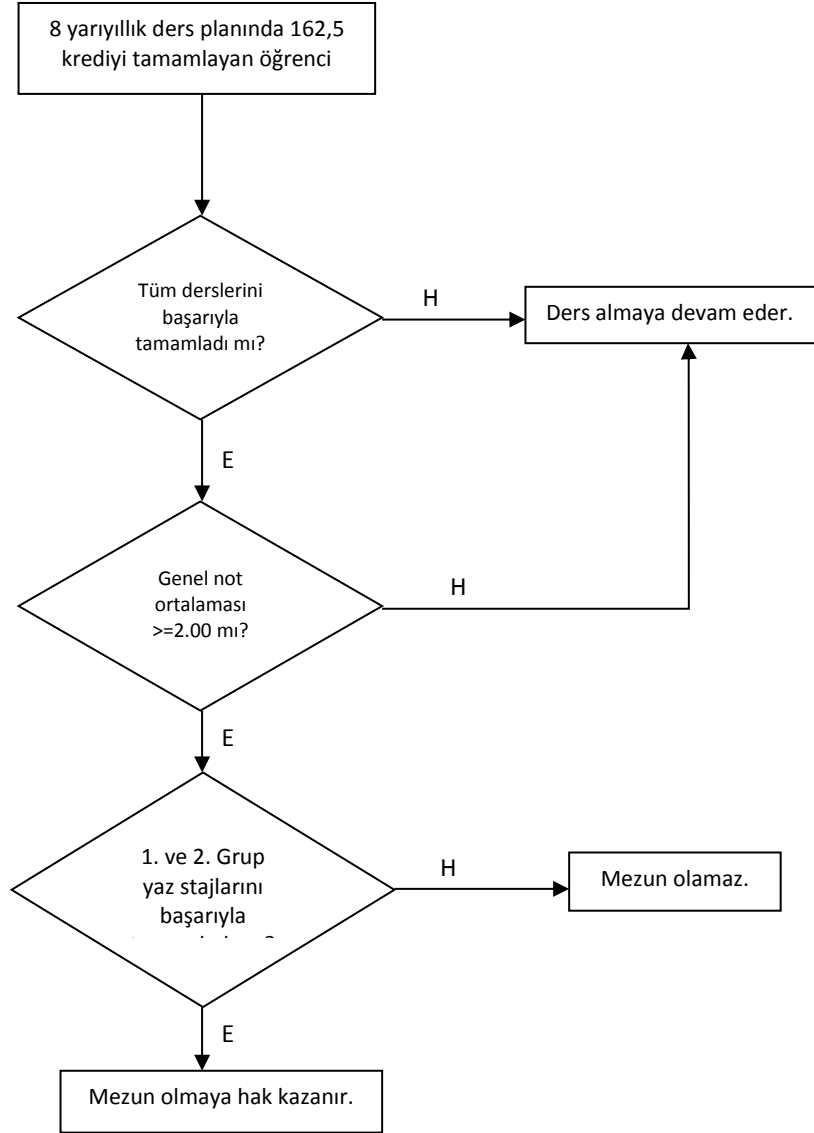 8 yarıyıllık ders planında 162,5
krediyi tamamlayan öğrenci
Tüm derslerini
başarıyla
tamamladı mı?
H
Ders almaya devam eder.
E
Genel not
ortalaması
>=2.00 mı?
H
E
1. ve 2. Grup
yaz stajlarını
başarıyla
H
Mezun olamaz.
E
Mezun olmaya hak kazanır.